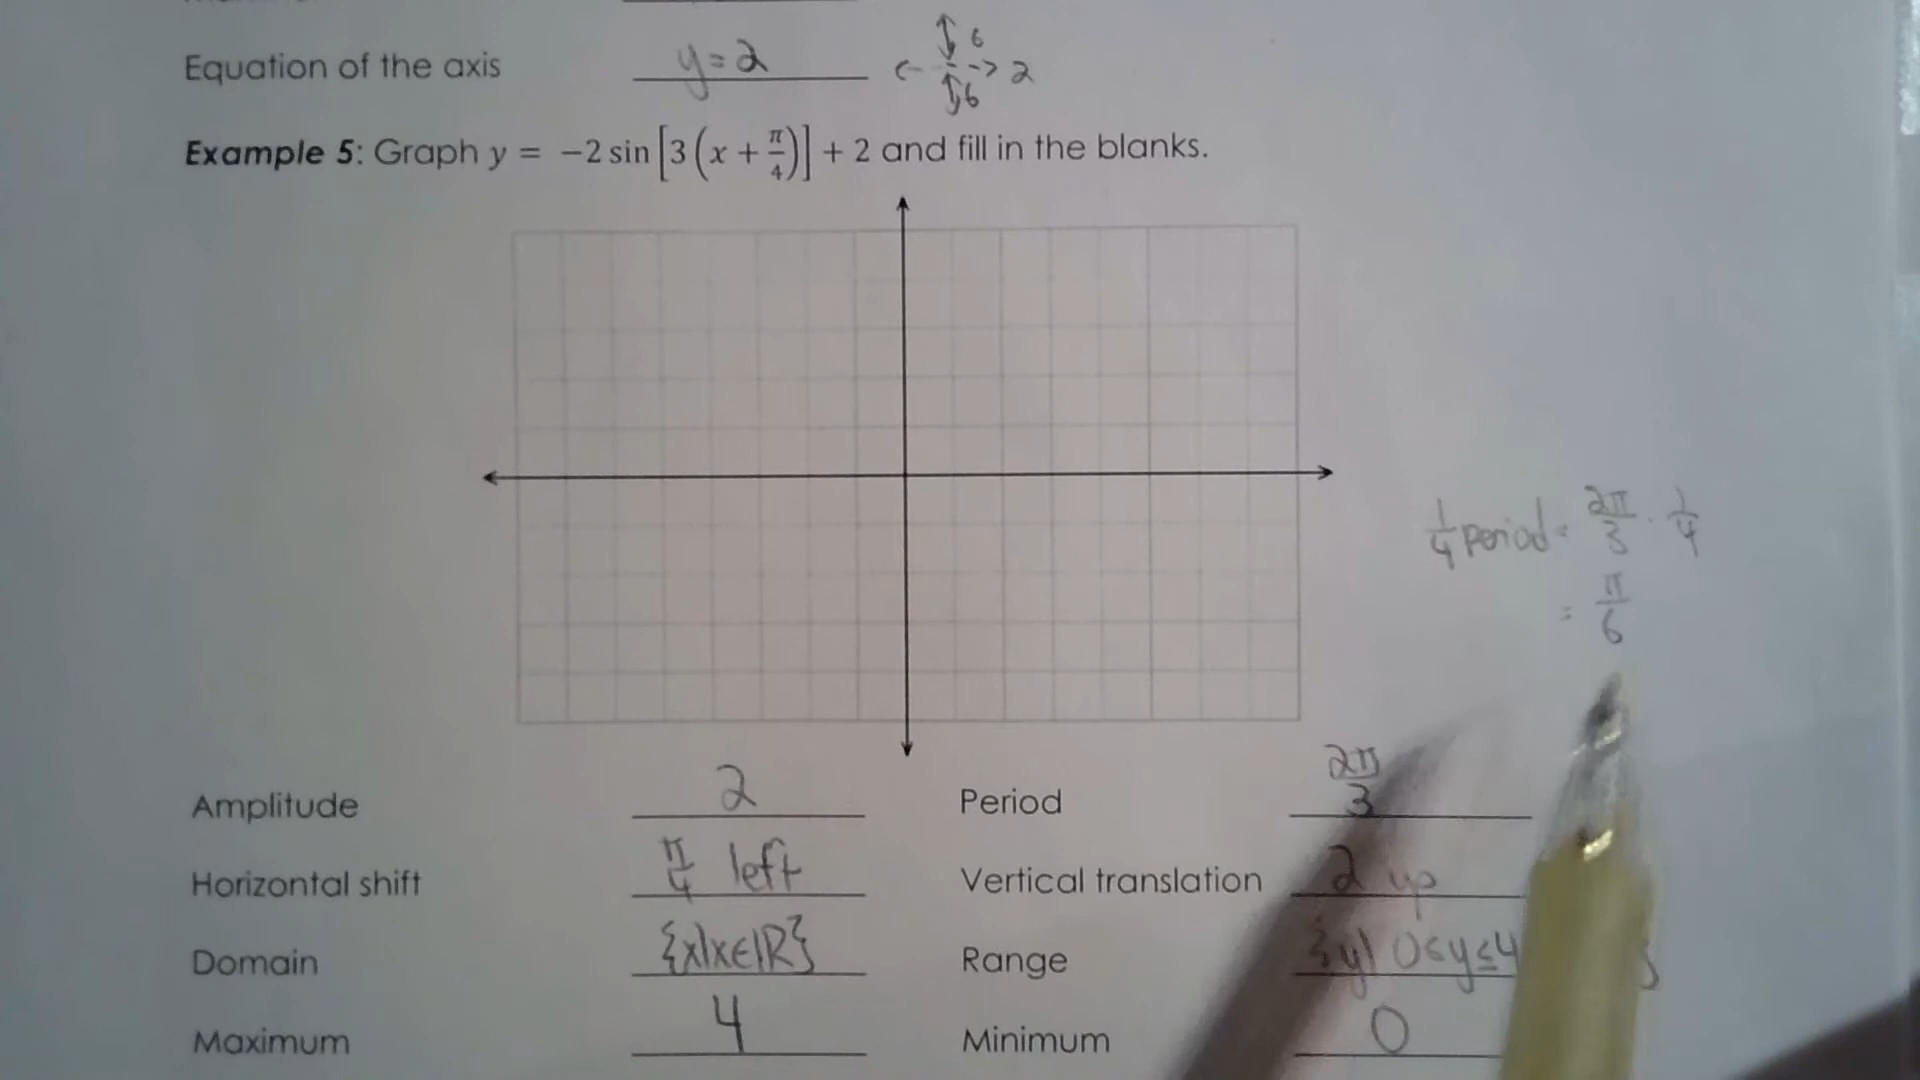 Equation of the axis y=2 6 2 6
Example 5: Graph y = −2 sin [3 (x + π/4)] + 2 and fill in the blanks.
1/4 period = 2π/3 · 1/4
= π/6
Amplitude 2 Period 2π/3
Horizontal shift π/4 left Vertical translation 2 up
Domain {x|x∈ℝ} Range {y| 0≤y≤4 }
Maximum 4 Minimum 0